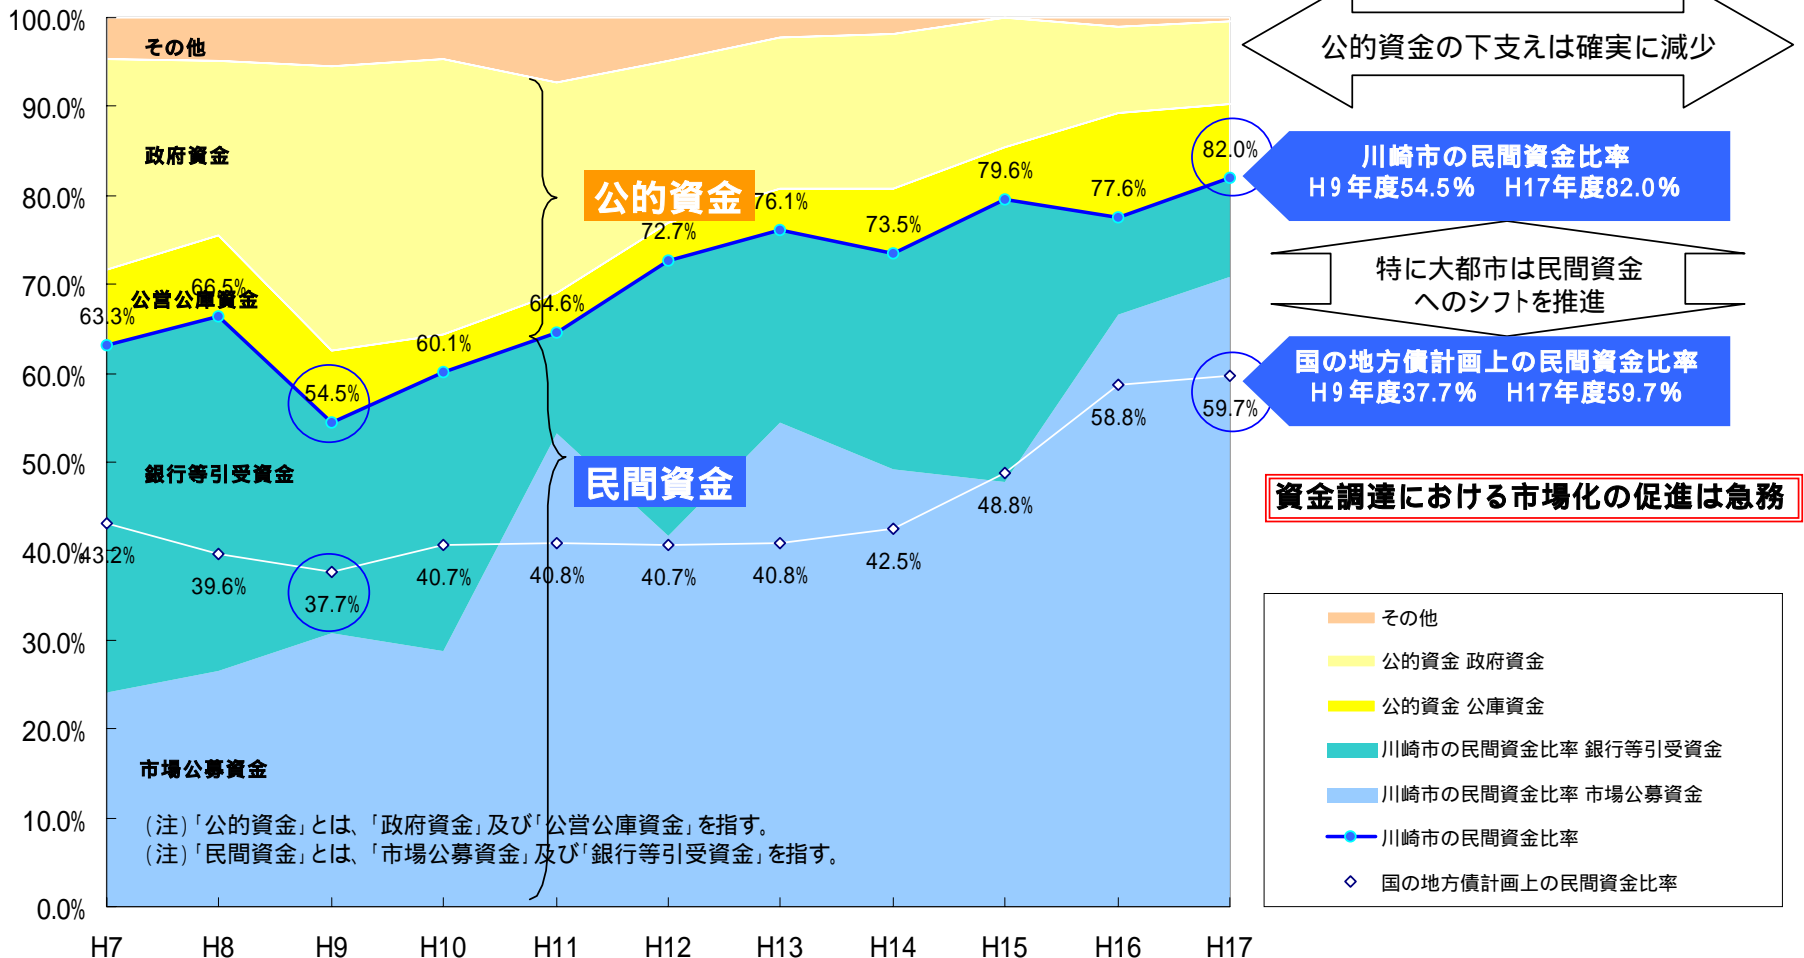 100.0%
90.0%
80.0%
70.0%
60.0%
50.0%
40.0%
30.0%
20.0%
10.0%
0.0%
その他
政府資金
公営公庫資金
銀行等引受資金
市場公募資金
公的資金
民間資金
63.3%
66.5%
54.5%
60.1%
64.6%
72.7%
76.1%
73.5%
79.6%
77.6%
82.0%
43.2%
39.6%
37.7%
40.7%
40.8%
40.7%
40.8%
42.5%
48.8%
58.8%
59.7%
(注)「公的資金」とは、「政府資金」及び「公営公庫資金」を指す。
(注)「民間資金」とは、「市場公募資金」及び「銀行等引受資金」を指す。
H7 H8 H9 H10 H11 H12 H13 H14 H15 H16 H17
公的資金の下支えは確実に減少
川崎市の民間資金比率
H9年度54.5% H17年度82.0%
特に大都市は民間資金
へのシフトを推進
国の地方債計画上の民間資金比率
H9年度37.7% H17年度59.7%
資金調達における市場化の促進は急務
その他
公的資金 政府資金
公的資金 公庫資金
川崎市の民間資金比率 銀行等引受資金
川崎市の民間資金比率 市場公募資金
川崎市の民間資金比率
国の地方債計画上の民間資金比率